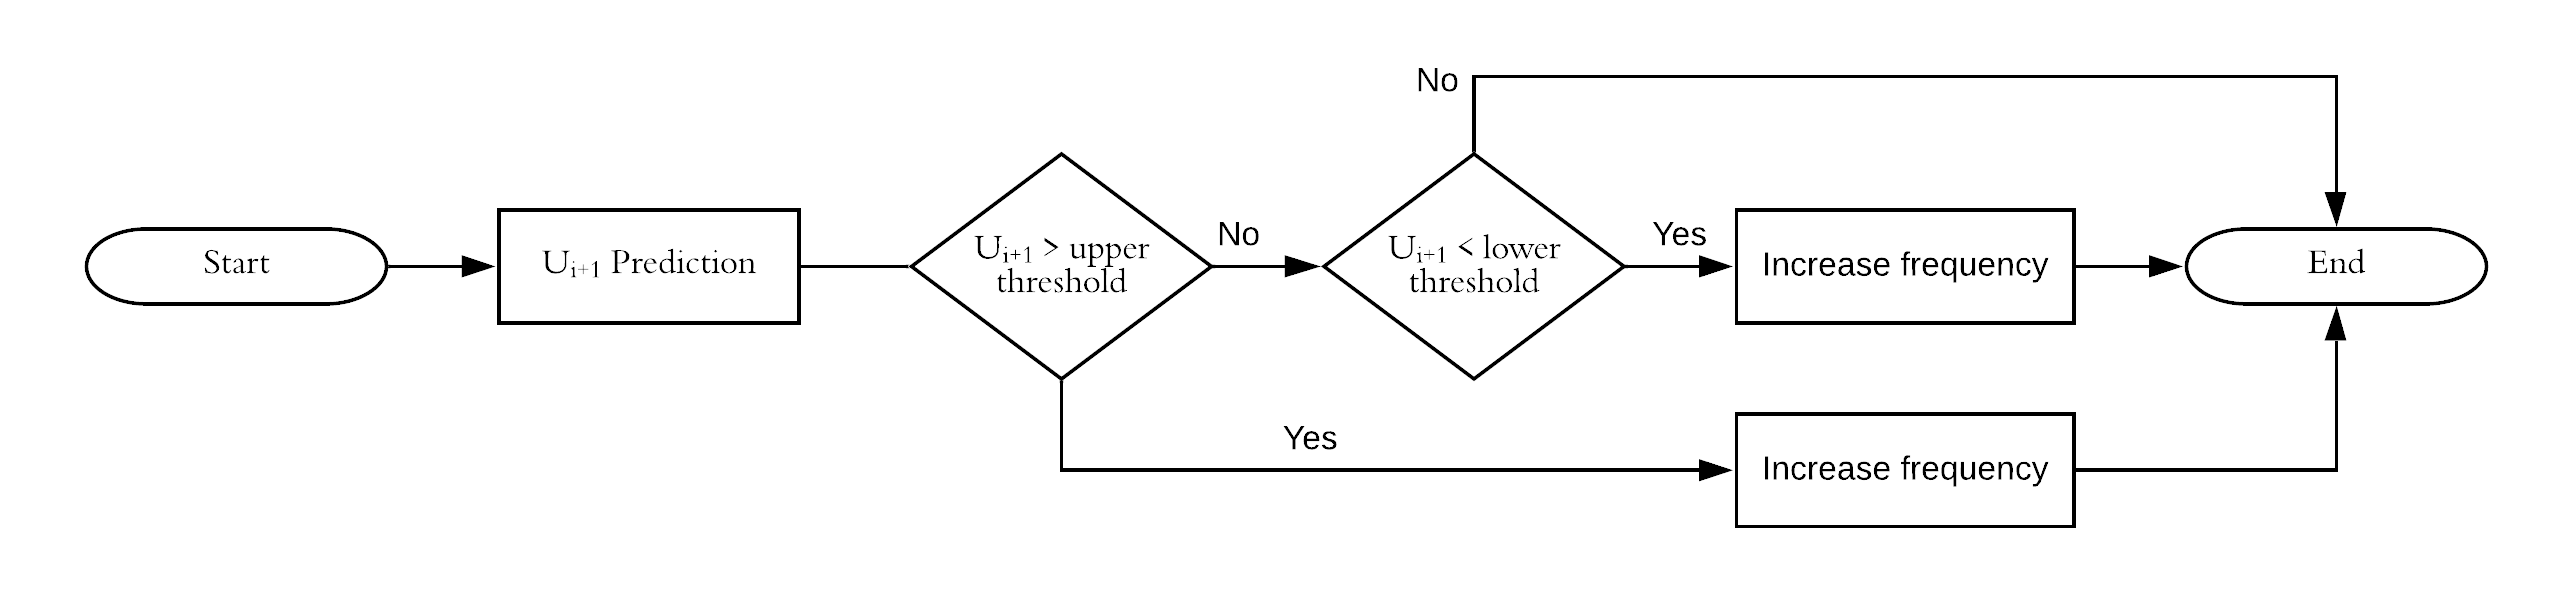 No
Start
U_{i+1} Prediction
U_{i+1} > upper
threshold
No
U_{i+1} < lower
threshold
Yes
Increase frequency
End
Yes
Increase frequency